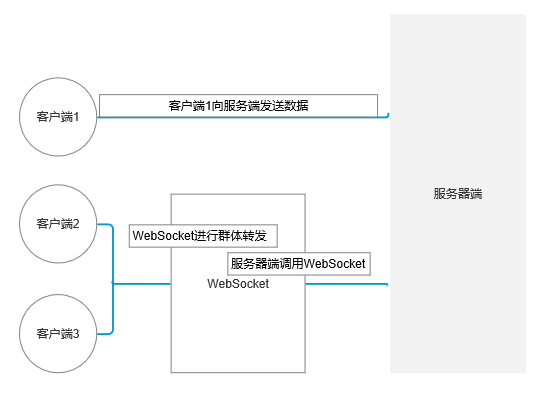 客户端1向服务端发送数据
客户端1
服务器端
客户端2
WebSocket进行群体转发
服务器端调用WebSocket
WebSocket
客户端3